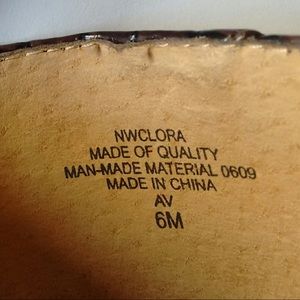 NWCLORA
MADE OF QUALITY
MAN-MADE MATERIAL 0609
MADE IN CHINA
AV
6M